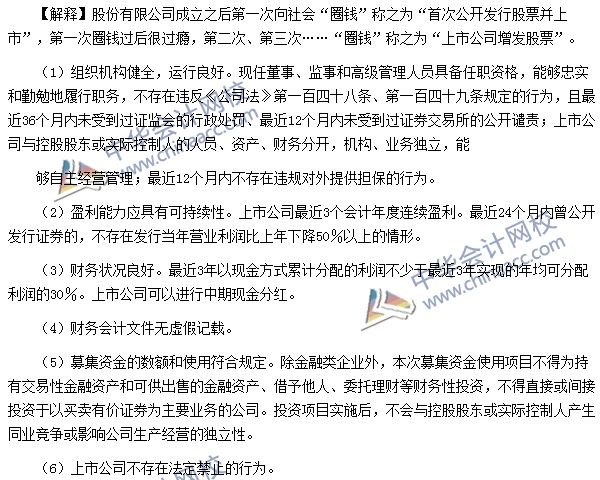 【解释】股份有限公司成立之后第一次向社会“圈钱”称之为“首次公开发行股票并上
市”，第一次圈钱过后很过瘾，第二次、第三次……“圈钱”称之为“上市公司增发股票”。
（1）组织机构健全，运行良好。现任董事、监事和高级管理人员具备任职资格，能够忠实
和勤勉地履行职务，不存在违反《公司法》第一百四十八条、第一百四十九条规定的行为，且最
近36个月内未受到过证监会的行政处罚、最近12个月内未受到过证券交易所的公开谴责；上市公
司与控股股东或实际控制人的人员、资产、财务分开，机构、业务独立，能
够自主经营管理；最近12个月内不存在违规对外提供担保的行为。
（2）盈利能力应具有可持续性。上市公司最近3个会计年度连续盈利。最近24个月内曾公开
发行证券的，不存在发行当年营业利润比上年下降50%以上的情形。
（3）财务状况良好。最近3年以现金方式累计分配的利润不少于最近3年实现的年均可分配
利润的30%。上市公司可以进行中期现金分红。
（4）财务会计文件无虚假记载。
（5）募集资金的数额和使用符合规定。除金融类企业外，本次募集资金使用项目不得为持
有交易性金融资产和可供出售的金融资产、借予他人、委托理财等财务性投资，不得直接或间接
投资于以买卖有价证券为主要业务的公司。投资项目实施后，不会与控股股东或实际控制人产生
同业竞争或影响公司生产经营的独立性。
（6）上市公司不存在法定禁止的行为。
中华会计网校
www.chinaacc.com
中华会计网校
www.chinaacc.com
中华会计网校